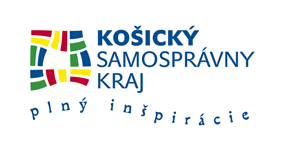 KOŠICKÝ
SAMOSPRÁVNY
KRAJ
plný inšpirácie